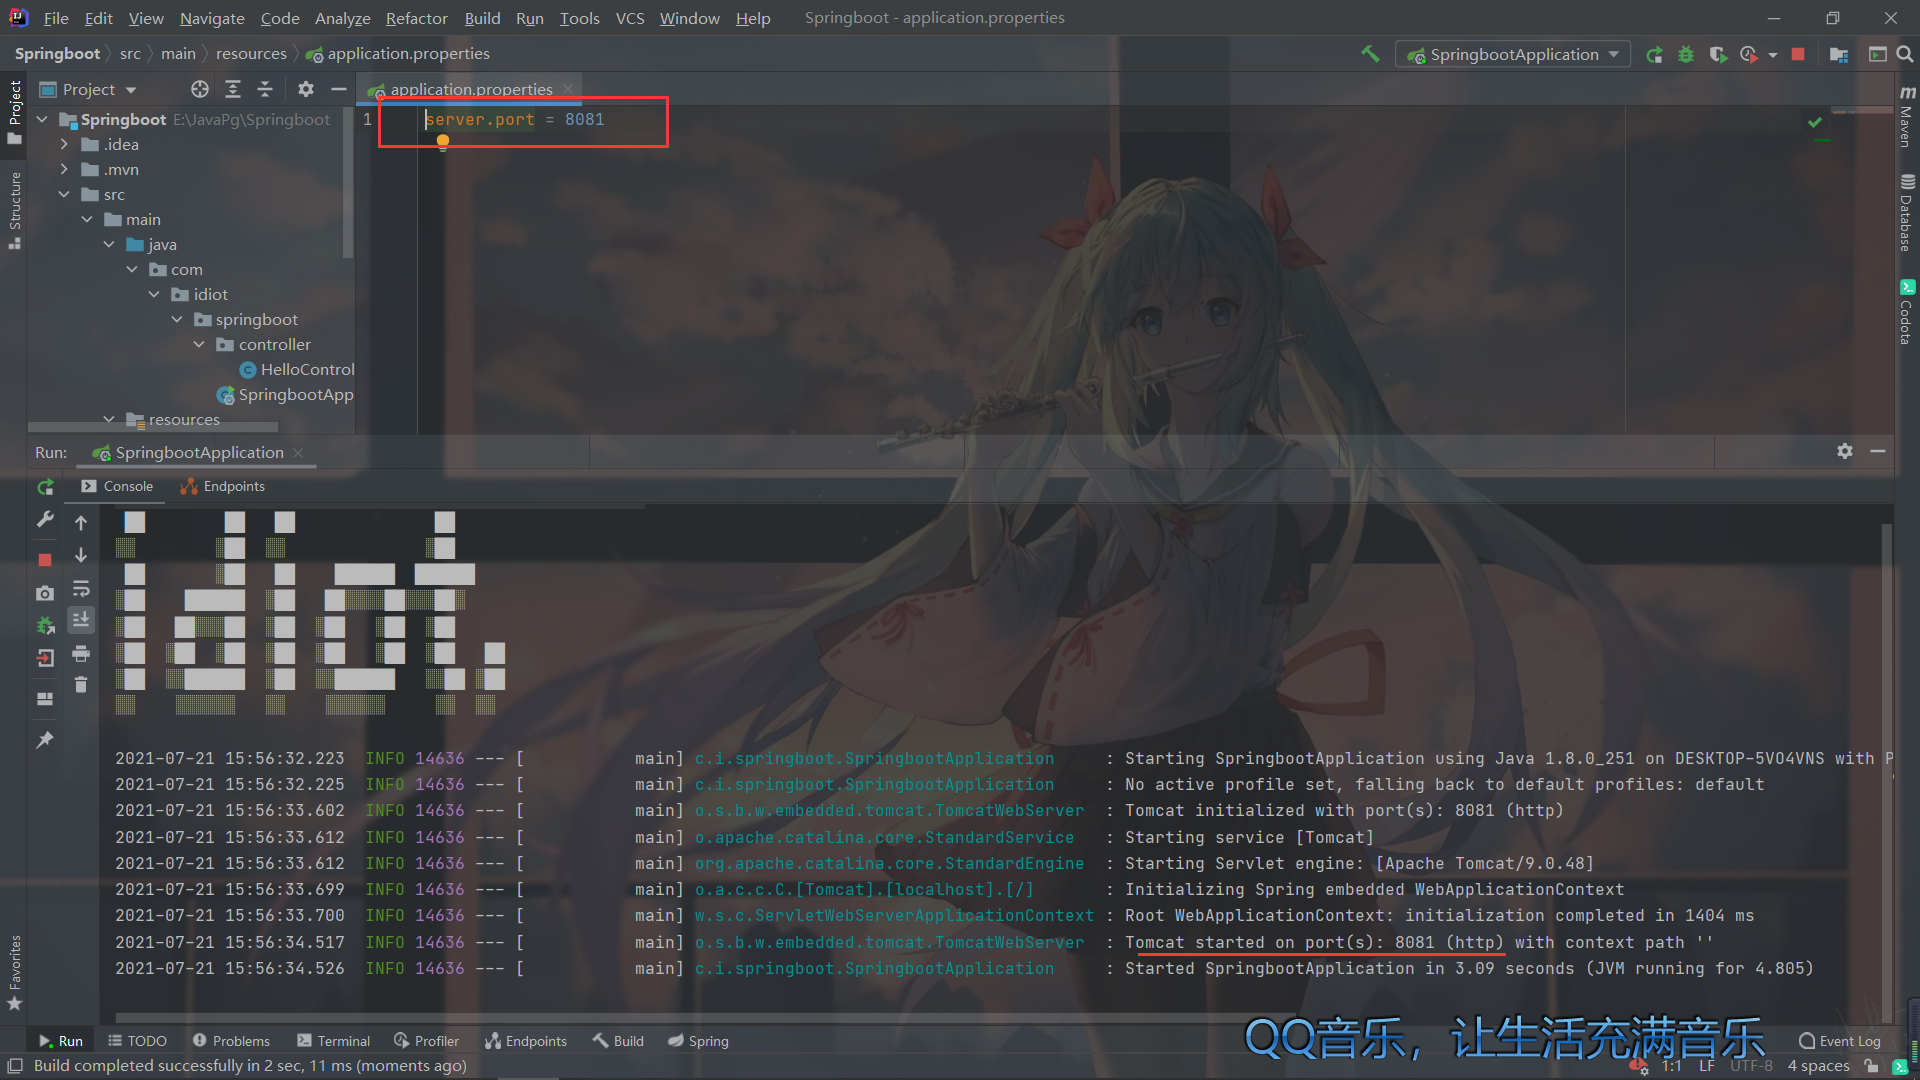 File Edit View Navigate Code Analyze Refactor Build Run Tools VCS Window Help Springboot - application.properties
Springboot src main resources application.properties SpringbootApplication
Project Project application.properties
Springboot E:\JavaPg\Springboot
1 server.port = 8081
.idea
.mvn
src
main
java
com
idiot
springboot
controller
HelloControl
SpringbootApp
resources
Structure
Maven
Database
Codota
Run: SpringbootApplication
Console Endpoints
idiot.
2021-07-21 15:56:32.223 INFO 14636 --- [ main] c.i.springboot.SpringbootApplication : Starting SpringbootApplication using Java 1.8.0_251 on DESKTOP-5VO4VNS with P
2021-07-21 15:56:32.225 INFO 14636 --- [ main] c.i.springboot.SpringbootApplication : No active profile set, falling back to default profiles: default
2021-07-21 15:56:33.602 INFO 14636 --- [ main] o.s.b.w.embedded.tomcat.TomcatWebServer : Tomcat initialized with port(s): 8081 (http)
2021-07-21 15:56:33.612 INFO 14636 --- [ main] o.apache.catalina.core.StandardService : Starting service [Tomcat]
2021-07-21 15:56:33.612 INFO 14636 --- [ main] org.apache.catalina.core.StandardEngine : Starting Servlet engine: [Apache Tomcat/9.0.48]
2021-07-21 15:56:33.699 INFO 14636 --- [ main] o.a.c.c.C.[Tomcat].[localhost].[/] : Initializing Spring embedded WebApplicationContext
2021-07-21 15:56:33.700 INFO 14636 --- [ main] w.s.c.ServletWebServerApplicationContext : Root WebApplicationContext: initialization completed in 1404 ms
2021-07-21 15:56:34.517 INFO 14636 --- [ main] o.s.b.w.embedded.tomcat.TomcatWebServer : Tomcat started on port(s): 8081 (http) with context path ''
2021-07-21 15:56:34.526 INFO 14636 --- [ main] c.i.springboot.SpringbootApplication : Started SpringbootApplication in 3.09 seconds (JVM running for 4.805)
Favorites
QQ音乐，让生活充满音乐
Run TODO Problems Terminal Profiler Endpoints Build Spring Event Log
Build completed successfully in 2 sec, 11 ms (moments ago) 1:1 LF UTF-8 4 spaces